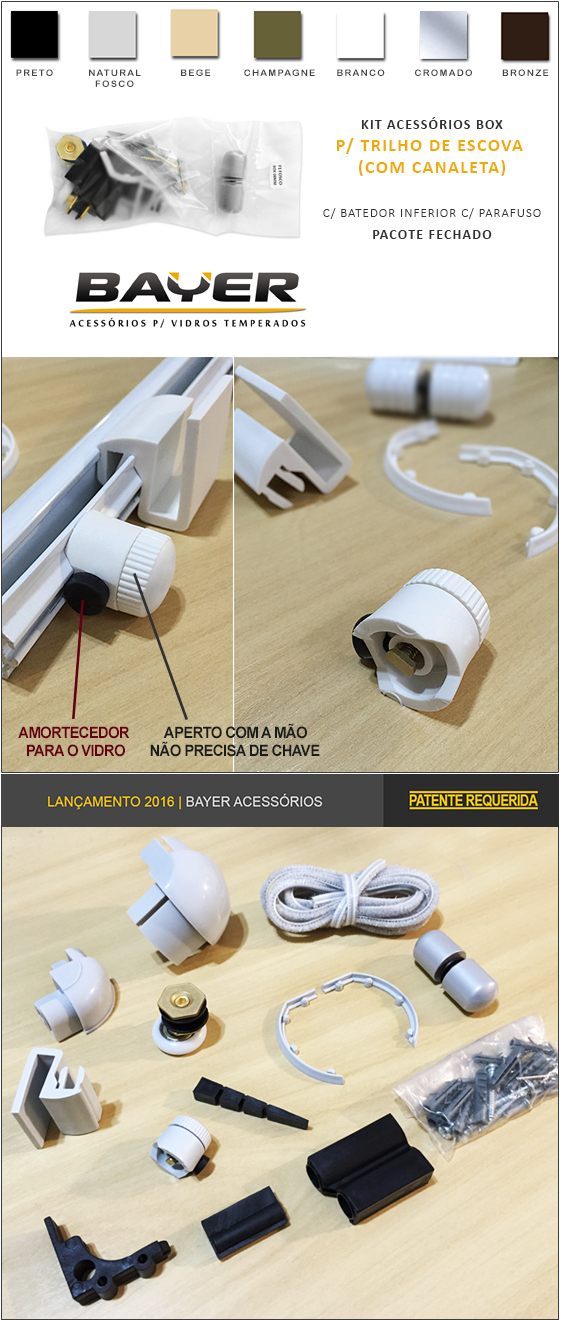 PRETO
NATURAL
FOSCO
BEGE
CHAMPAGNE
BRANCO
CROMADO
BRONZE
KIT ACESSÓRIOS BOX
P/ TRILHO DE ESCOVA
(COM CANALETA)
C/ BATEDOR INFERIOR C/ PARAFUSO
PACOTE FECHADO
BAYER
ACESSÓRIOS P/ VIDROS TEMPERADOS
AMORTECEDOR
PARA O VIDRO
APERTO COM A MÃO
NÃO PRECISA DE CHAVE
LANÇAMENTO 2016 | BAYER ACESSÓRIOS
PATENTE REQUERIDA